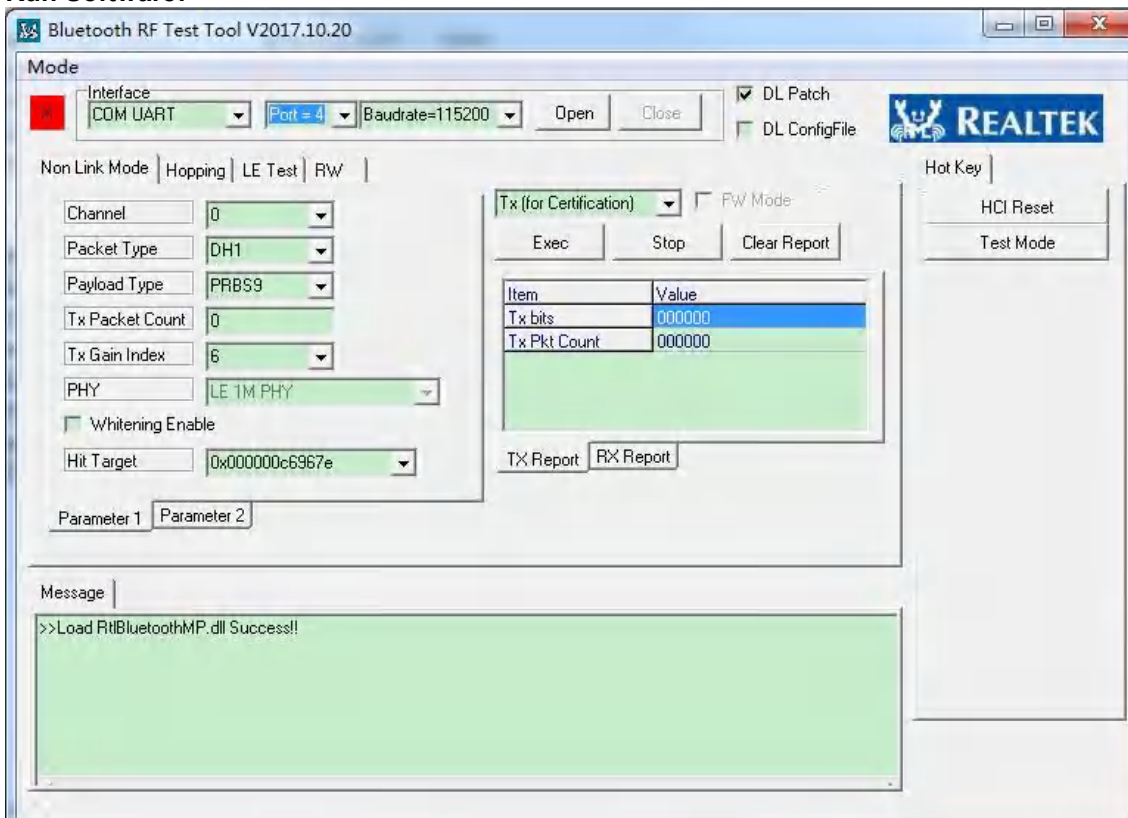 Run Software:
Bluetooth RF Test Tool V2017.10.20
Mode
Interface
COM UART Port = 4 Baudrate=115200 Open Close
DL Patch
DL ConfigFile
REALTEK
Non Link Mode Hopping LE Test RW
Hot Key
Channel 0
Packet Type DH1
Payload Type PRBS9
Tx Packet Count 0
Tx Gain Index 6
PHY LE 1M PHY
Whitening Enable
Hit Target 0x000000c6967e
Parameter 1 Parameter 2
Tx (for Certification) FW Mode
Exec Stop Clear Report
Item Value
Tx bits 000000
Tx Pkt Count 000000
TX Report RX Report
HCI Reset
Test Mode
Message
>>Load RtlBluetoothMP.dll Success!!